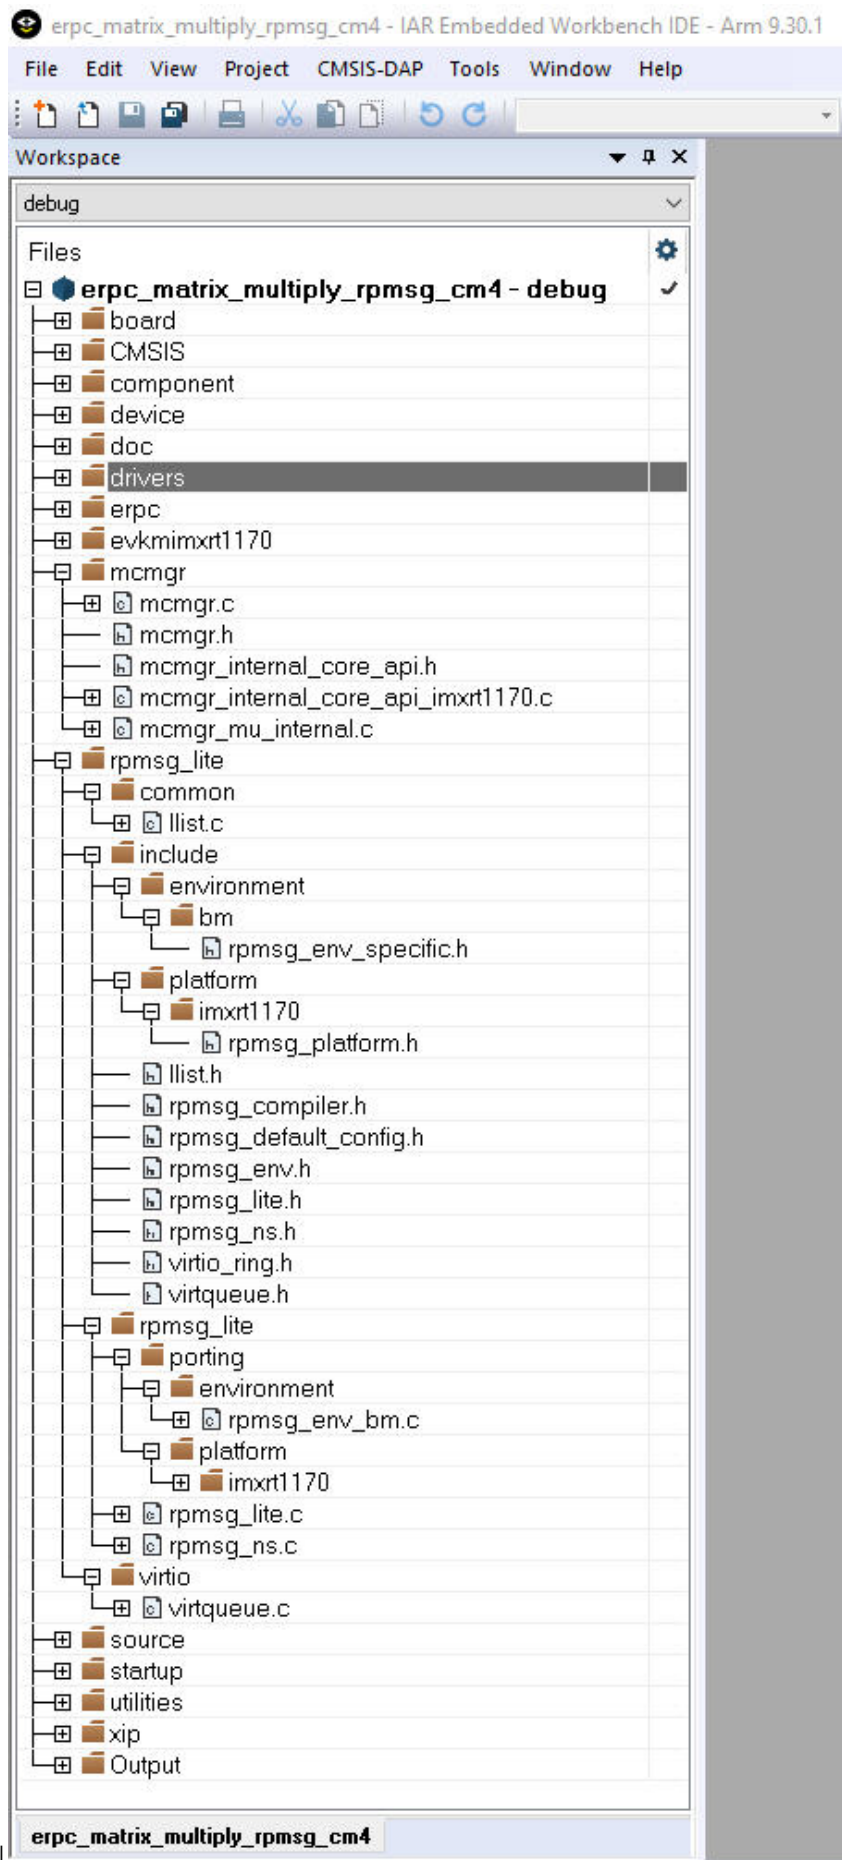 erpc_matrix_multiply_rpmsg_cm4 - IAR Embedded Workbench IDE - Arm 9.30.1
File Edit View Project CMSIS-DAP Tools Window Help
Workspace
debug
Files
erpc_matrix_multiply_rpmsg_cm4 - debug
board
CMSIS
component
device
doc
drivers
erpc
evkmimxrt1170
mcmgr
mcmgr.c
mcmgr.h
mcmgr_internal_core_api.h
mcmgr_internal_core_api_imxrt1170.c
mcmgr_mu_internal.c
rpmsg_lite
common
llist.c
include
environment
bm
rpmsg_env_specific.h
platform
imxrt1170
rpmsg_platform.h
llist.h
rpmsg_compiler.h
rpmsg_default_config.h
rpmsg_env.h
rpmsg_lite.h
rpmsg_ns.h
virtio_ring.h
virtqueue.h
rpmsg_lite
porting
environment
rpmsg_env_bm.c
platform
imxrt1170
rpmsg_lite.c
rpmsg_ns.c
virtio
virtqueue.c
source
startup
utilities
xip
Output
erpc_matrix_multiply_rpmsg_cm4